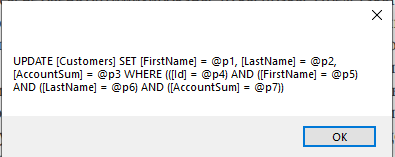 UPDATE [Customers] SET [FirstName] = @p1, [LastName] = @p2,
[AccountSum] = @p3 WHERE (([Id] = @p4) AND ([FirstName] = @p5)
AND ([LastName] = @p6) AND ([AccountSum] = @p7))
OK